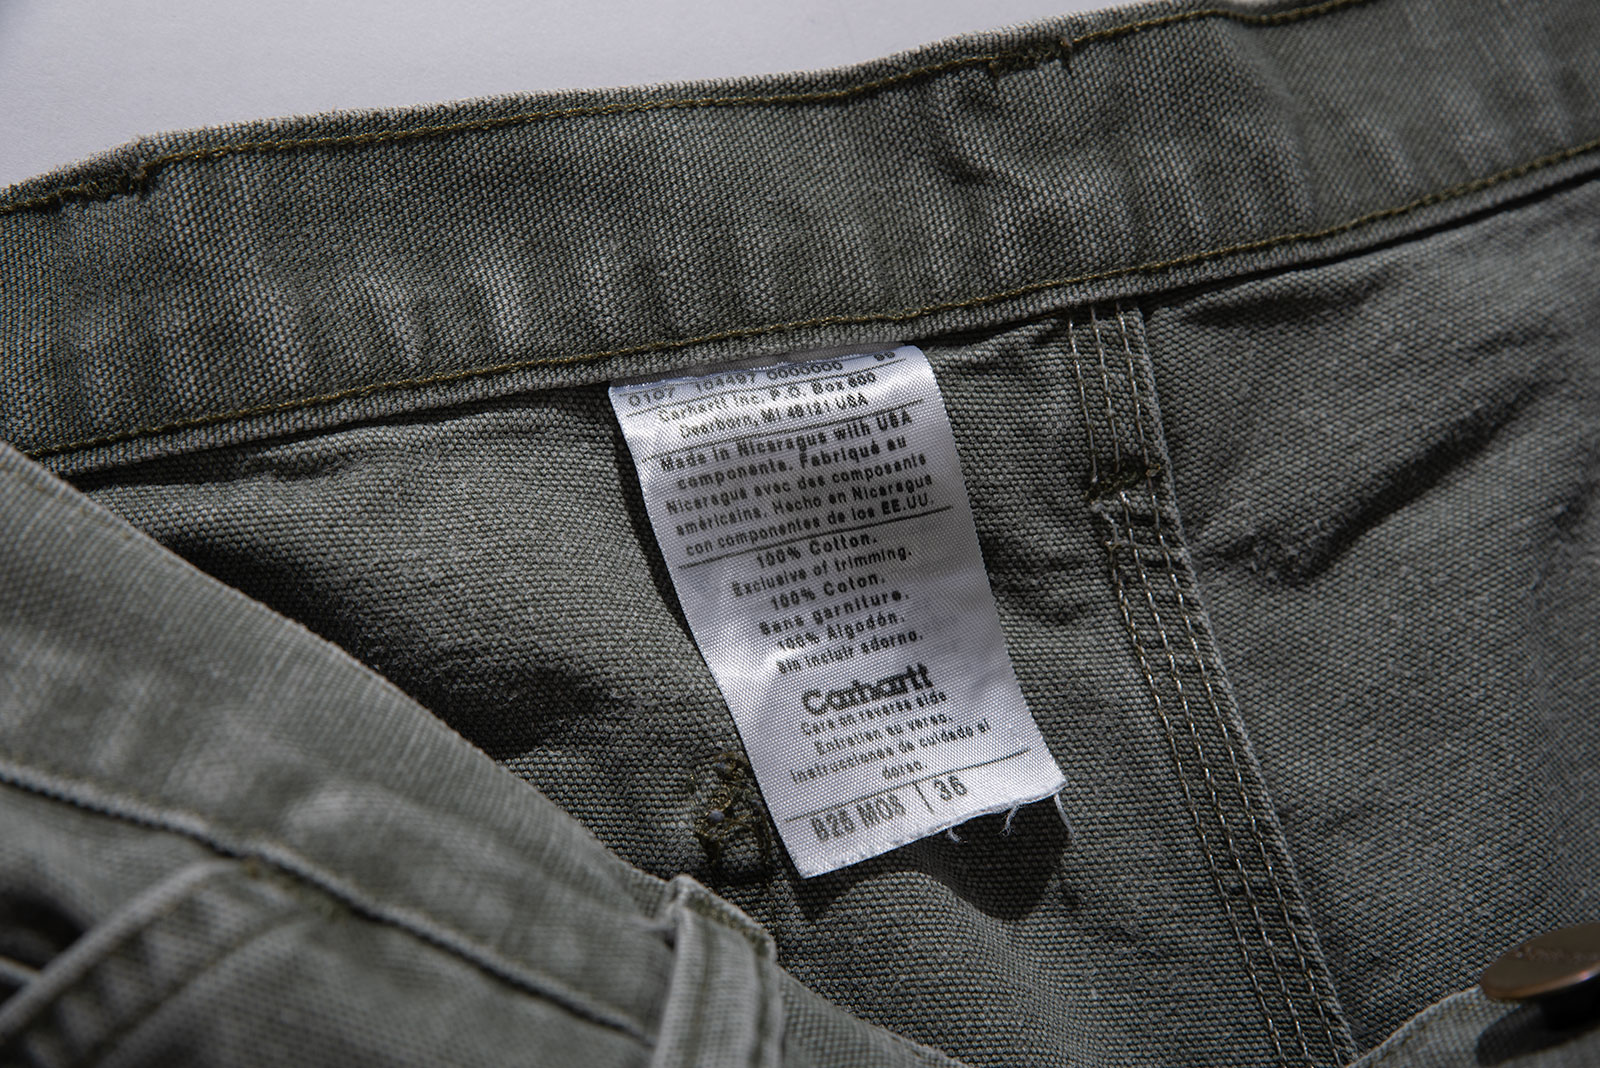 99
0107 104497 0000000
Carhartt Inc. P.O. Box 600
Dearborn, MI 48121 USA
Made in Nicaragua with USA
components. Fabriqué au
Nicaragua avec des composants
américains. Hecho en Nicaragua
con componentes de los EE.UU.
100% Cotton.
Exclusive of trimming.
100% Coton.
Sans garniture.
100% Algodón.
Sin incluir adorno.
Carhartt
Care on reverse side
Entretien au verso.
Instrucciones de cuidado al
dorso.
B26 MOS | 36